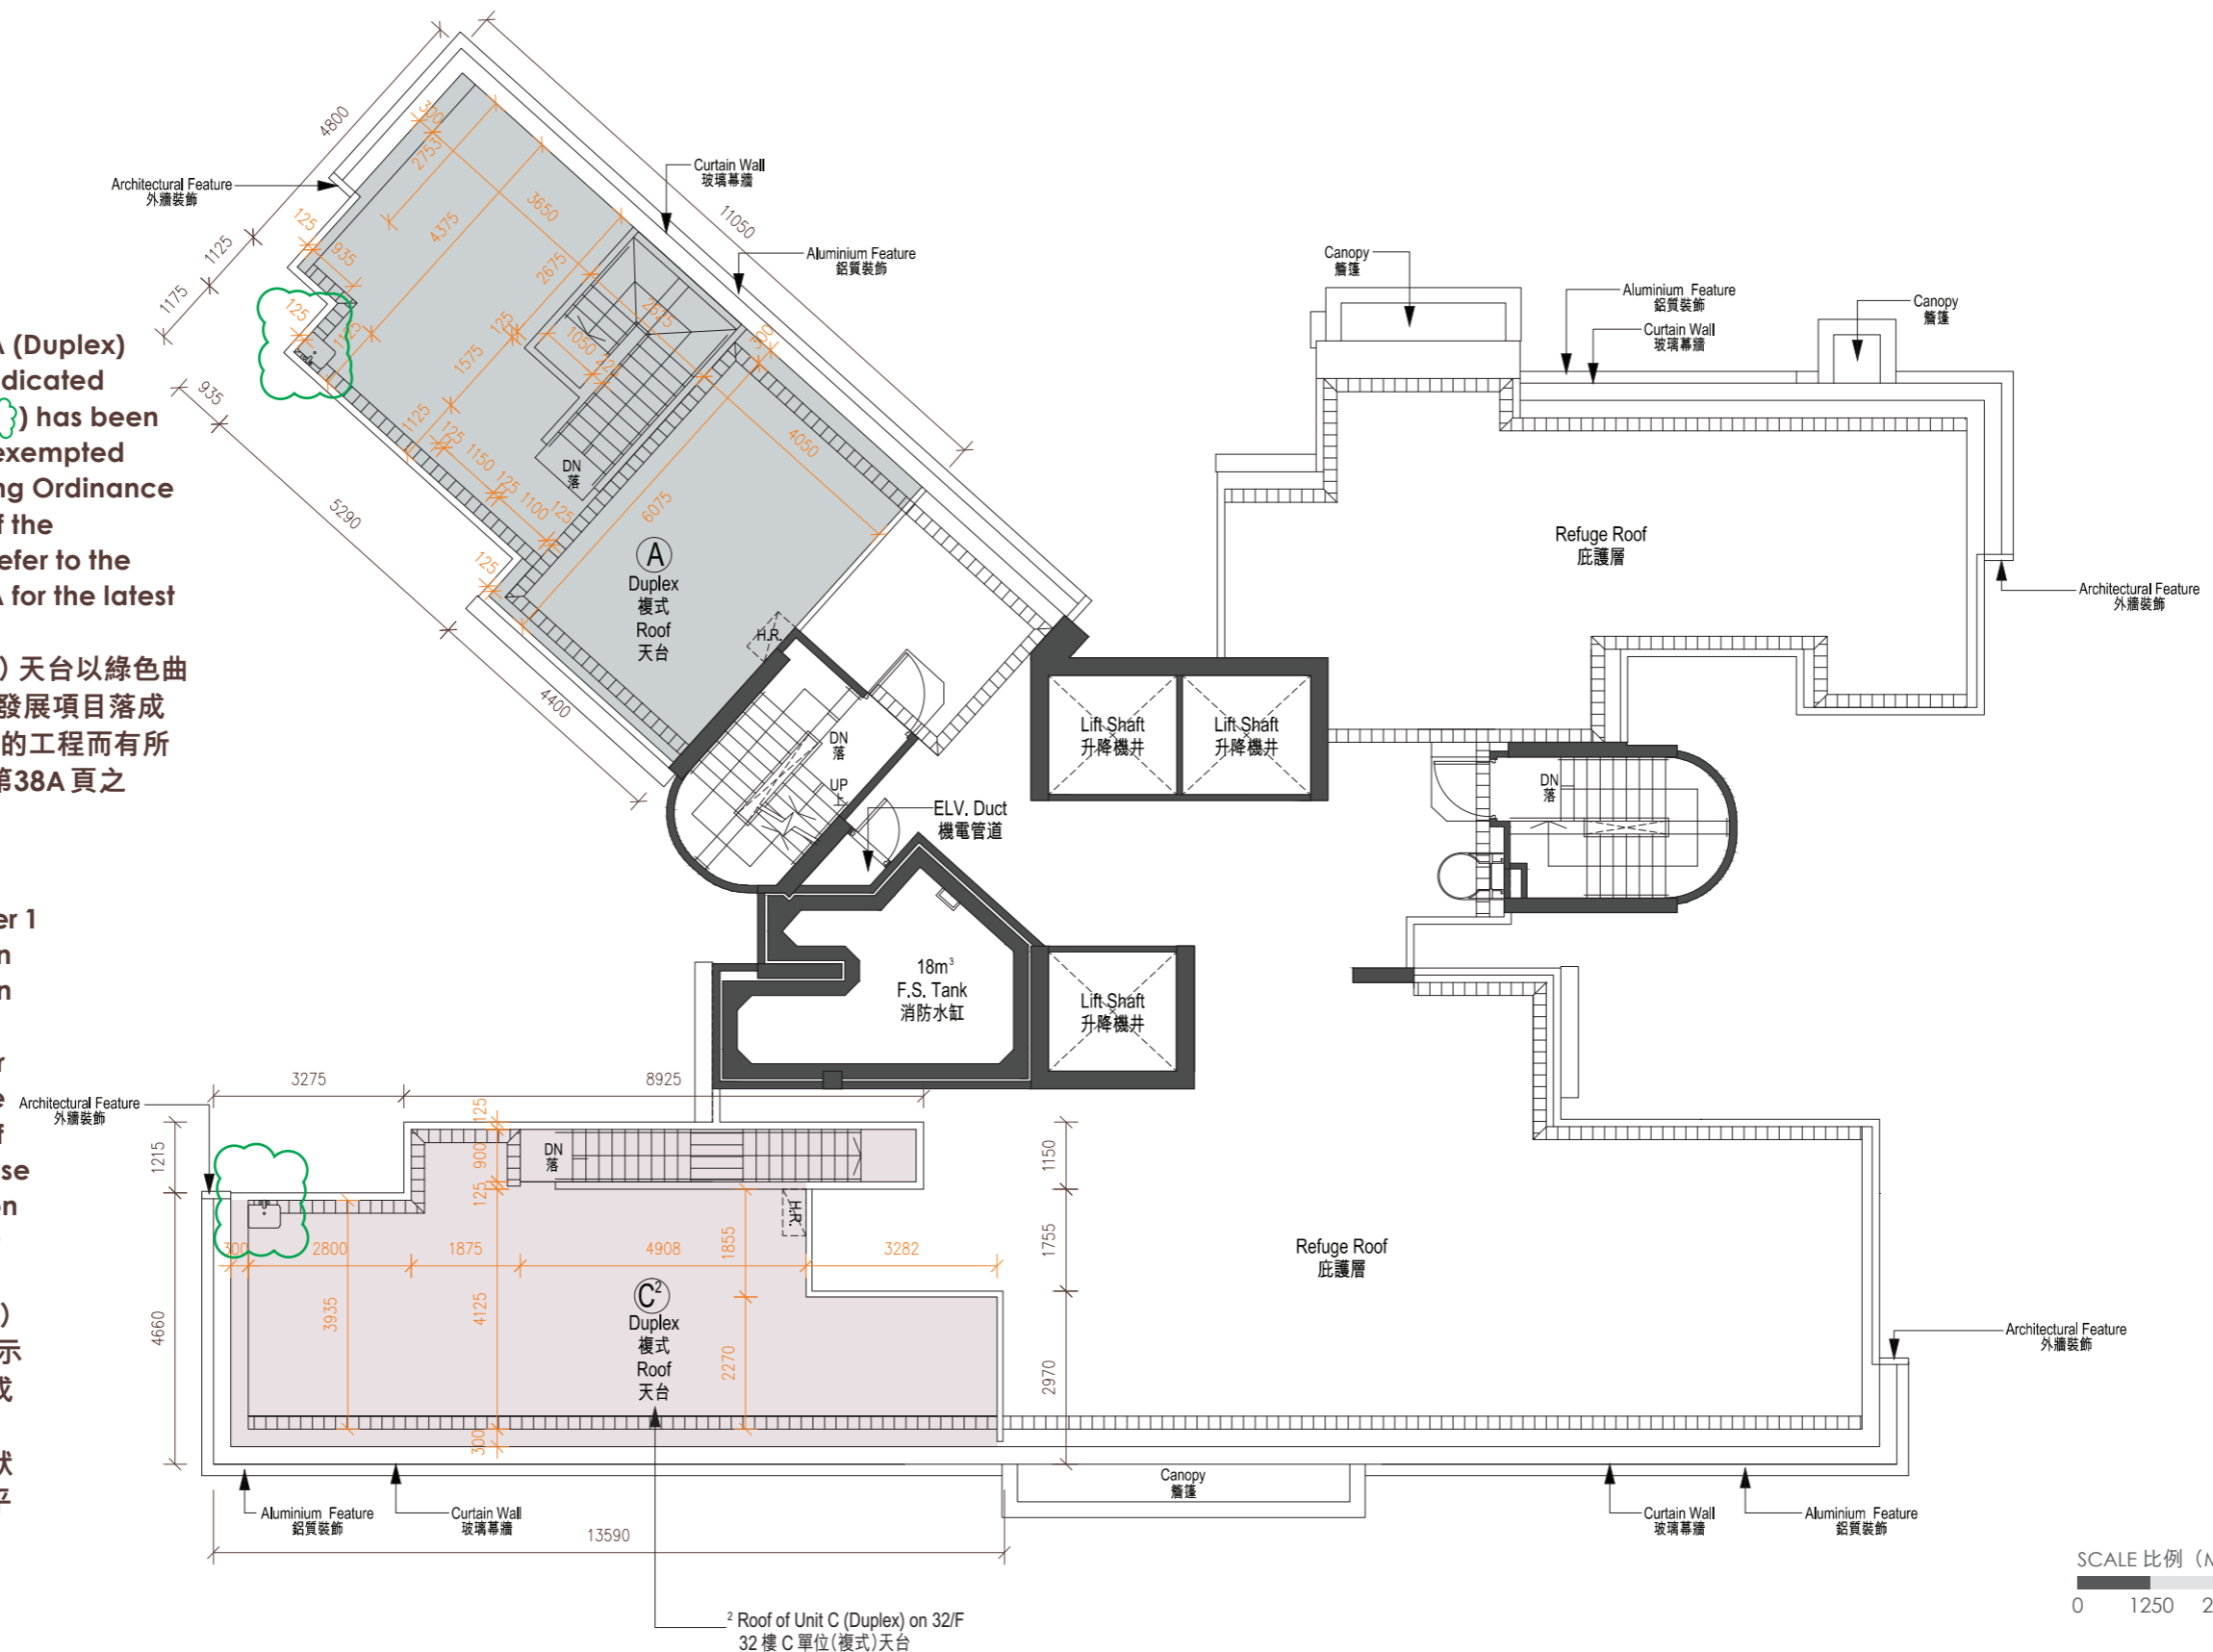 A (Duplex)
dicated
) has been
exempted
ng Ordinance
f the
efer to the
A for the latest
）天台以綠色曲
發展項目落成
的工程而有所
第38A頁之
er 1
n
n
r
e
f
se
on
）
示
成
狀
平
4800
1125
1175
935
5290
4400
11050
Architectural Feature
外牆裝飾
Curtain Wall
玻璃幕牆
Aluminium Feature
鋁質裝飾
300
2753
3650
4375
125
935
125
1125
2675
2625
125
1050
225
300
1575
1125
125
1150
125
1100
125
125
4050
6075
DN
落
A
Duplex
複式
Roof
天台
H.R.
DN
落
UP
上
ELV. Duct
機電管道
Canopy
簷篷
Aluminium Feature
鋁質裝飾
Curtain Wall
玻璃幕牆
Canopy
簷篷
Refuge Roof
庇護層
Architectural Feature
外牆裝飾
Lift Shaft
升降機井
Lift Shaft
升降機井
DN
落
18m³
F.S. Tank
消防水缸
Lift Shaft
升降機井
3275
8925
Architectural Feature
外牆裝飾
1215
4660
125
900
125
DN
落
H.R.
300
2800
1875
4908
1855
3282
3935
4125
2270
300
1150
1755
2970
C²
Duplex
複式
Roof
天台
Refuge Roof
庇護層
Architectural Feature
外牆裝飾
Canopy
簷篷
Aluminium Feature
鋁質裝飾
Curtain Wall
玻璃幕牆
Curtain Wall
玻璃幕牆
Aluminium Feature
鋁質裝飾
13590
² Roof of Unit C (Duplex) on 32/F
32 樓 C 單位(複式)天台
SCALE 比例（M
0 1250 2